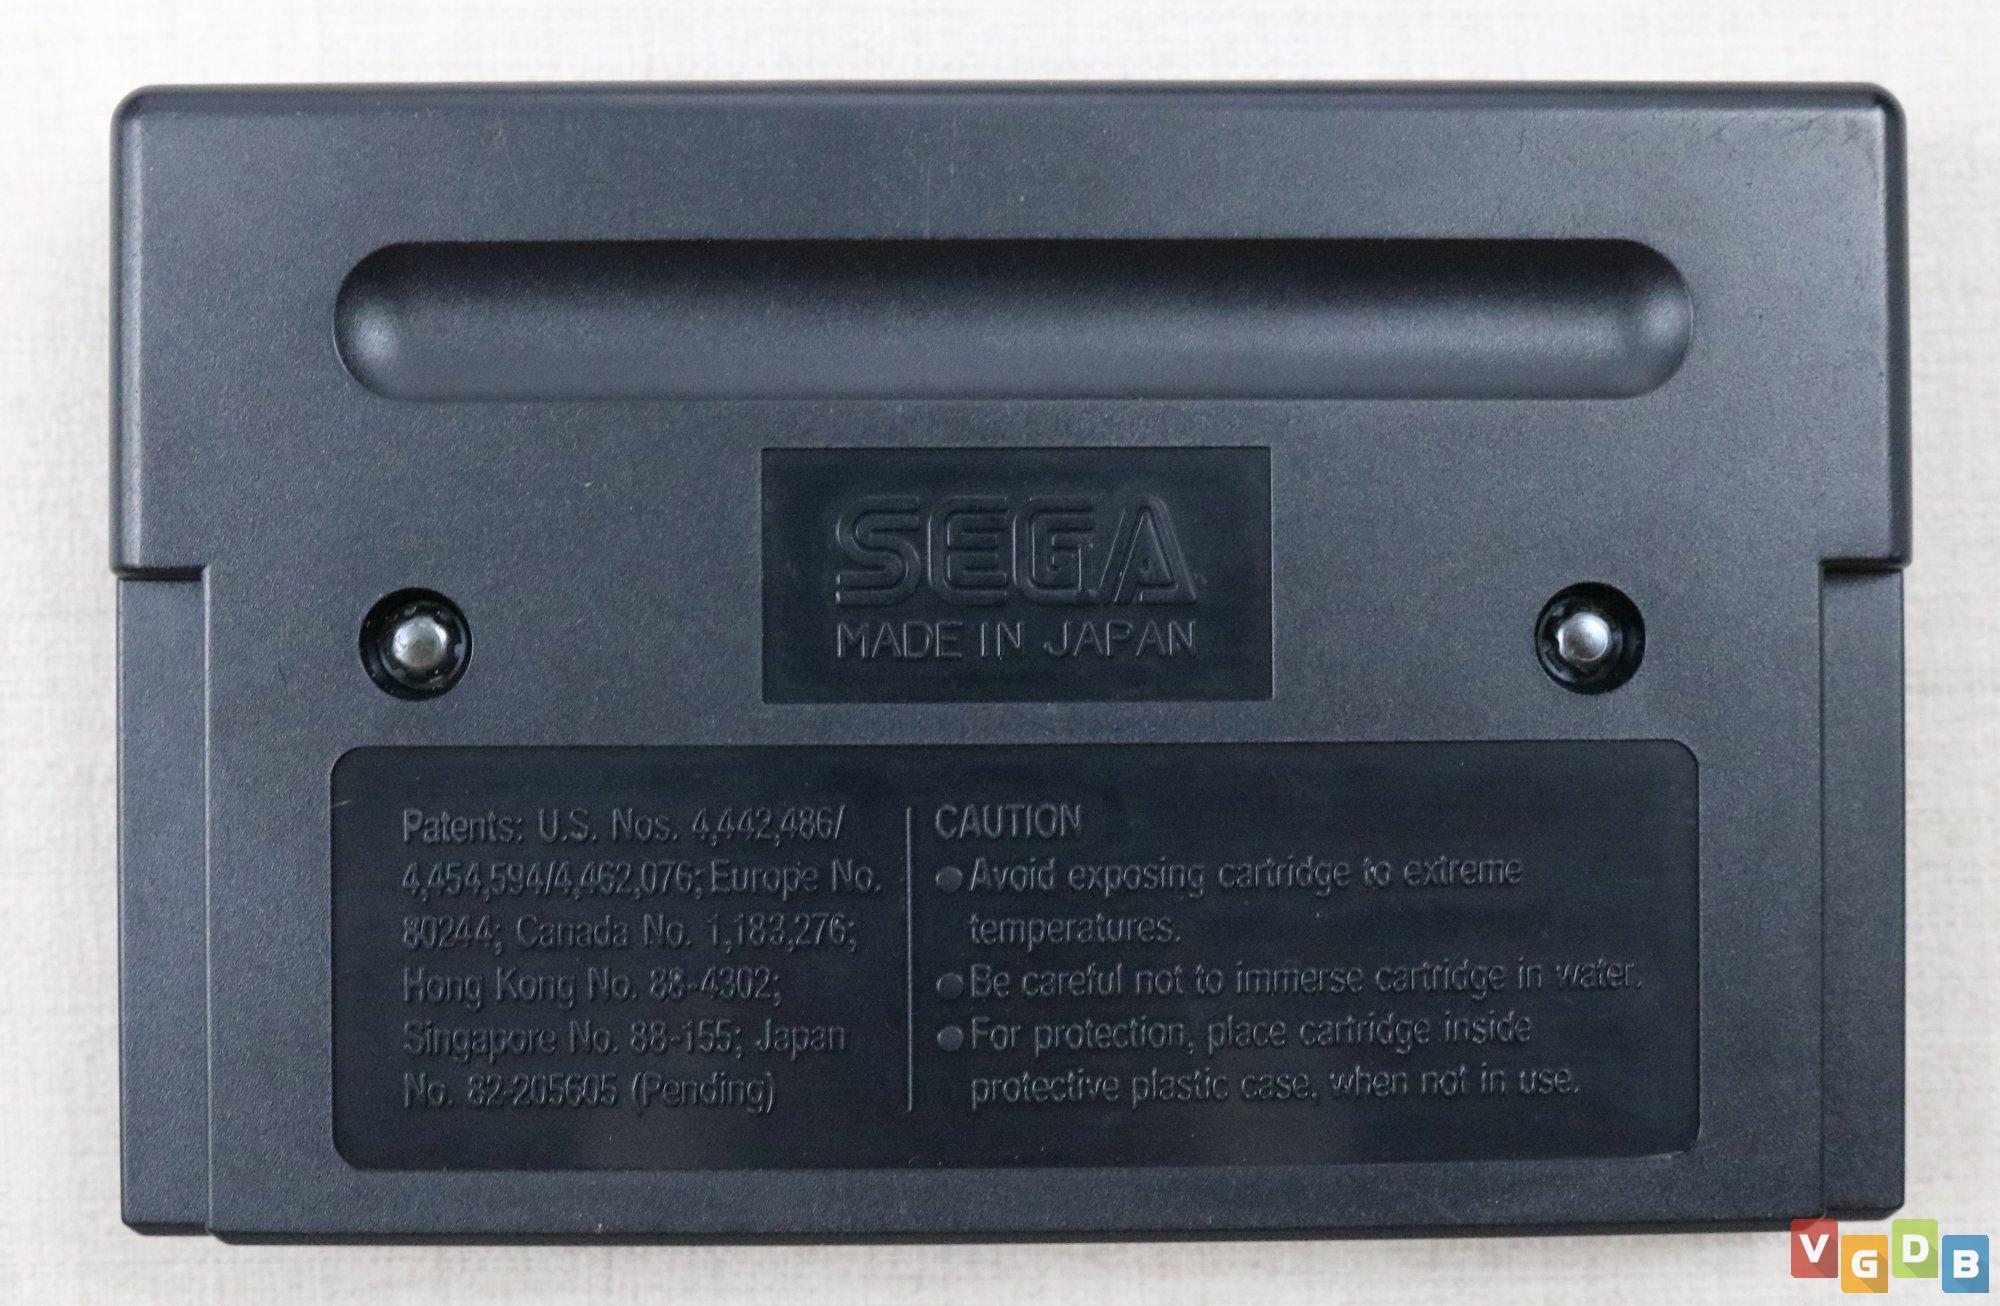 SEGA
MADE IN JAPAN
Patents: U.S. Nos. 4,442,486/
4,454,594/4,462,076; Europe No.
80244; Canada No. 1,183,276;
Hong Kong No. 88-4302;
Singapore No. 88-155; Japan
No. 82-205605 (Pending)
CAUTION
●Avoid exposing cartridge to extreme
temperatures.
●Be careful not to immerse cartridge in water.
●For protection, place cartridge inside
protective plastic case, when not in use.
VGDB